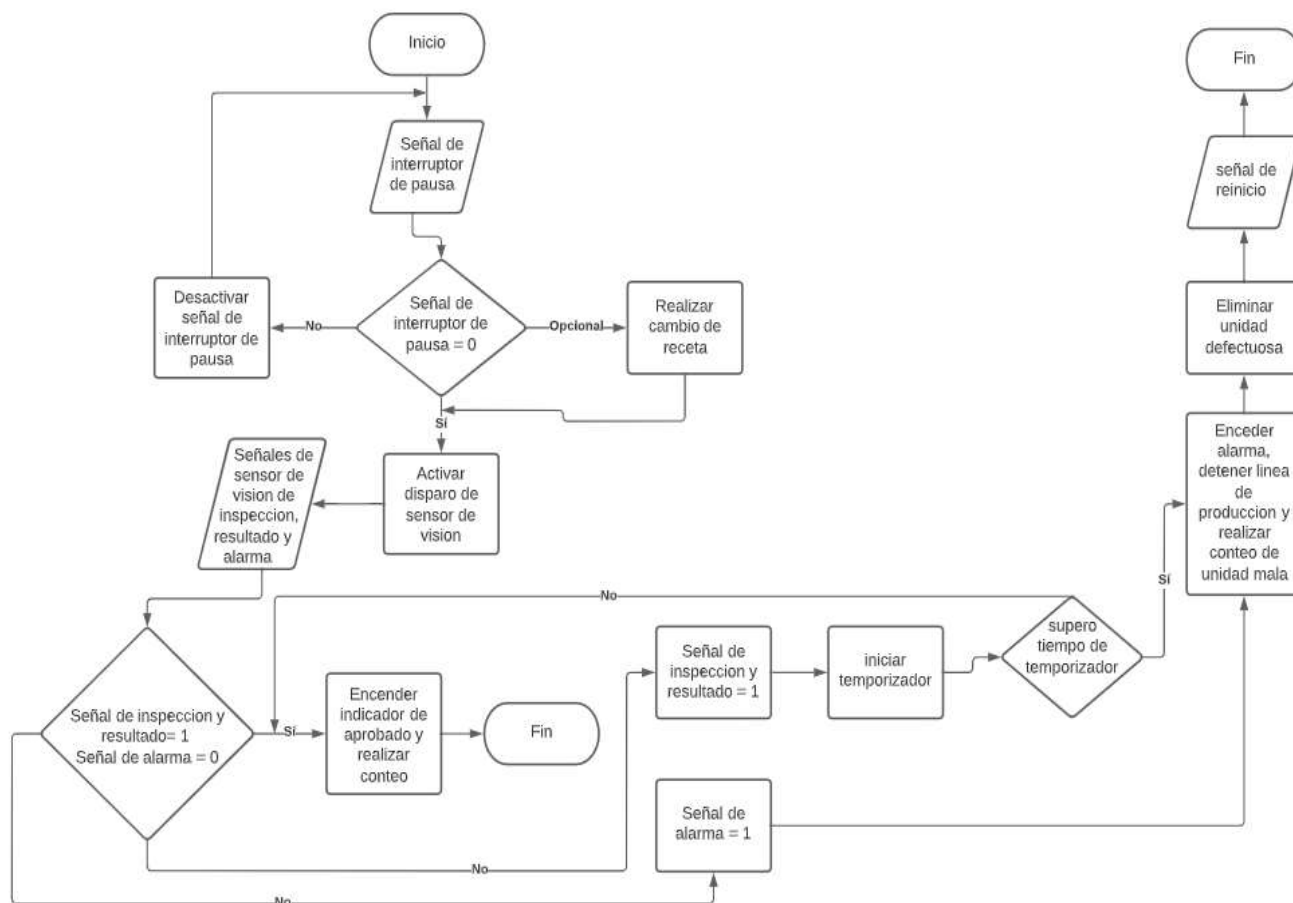 Inicio
Señal de
interruptor
de pausa
Señal de
interruptor de
pausa = 0
No
Desactivar
señal de
interruptor de
pausa
Opcional
Realizar
cambio de
receta
Sí
Activar
disparo de
sensor de
vision
Señales de
sensor de
vision de
inspeccion,
resultado y
alarma
Señal de inspeccion y
resultado= 1
Señal de alarma = 0
Sí
Encender
indicador de
aprobado y
realizar
conteo
Fin
No
Señal de
inspeccion y
resultado = 1
iniciar
temporizador
supero
tiempo de
temporizador
No
Sí
No
Señal de
alarma = 1
Enceder
alarma,
detener linea
de
produccion y
realizar
conteo de
unidad mala
Eliminar
unidad
defectuosa
señal de
reinicio
Fin